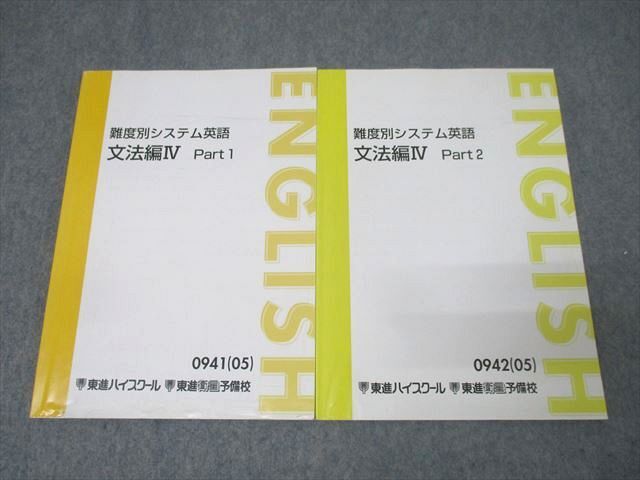 難度別システム英語
文法編Ⅳ Part 1
ENGLISH
0941(05)
東進ハイスクール 東進衛星予備校
難度別システム英語
文法編Ⅳ Part 2
ENGLISH
0942(05)
東進ハイスクール 東進衛星予備校